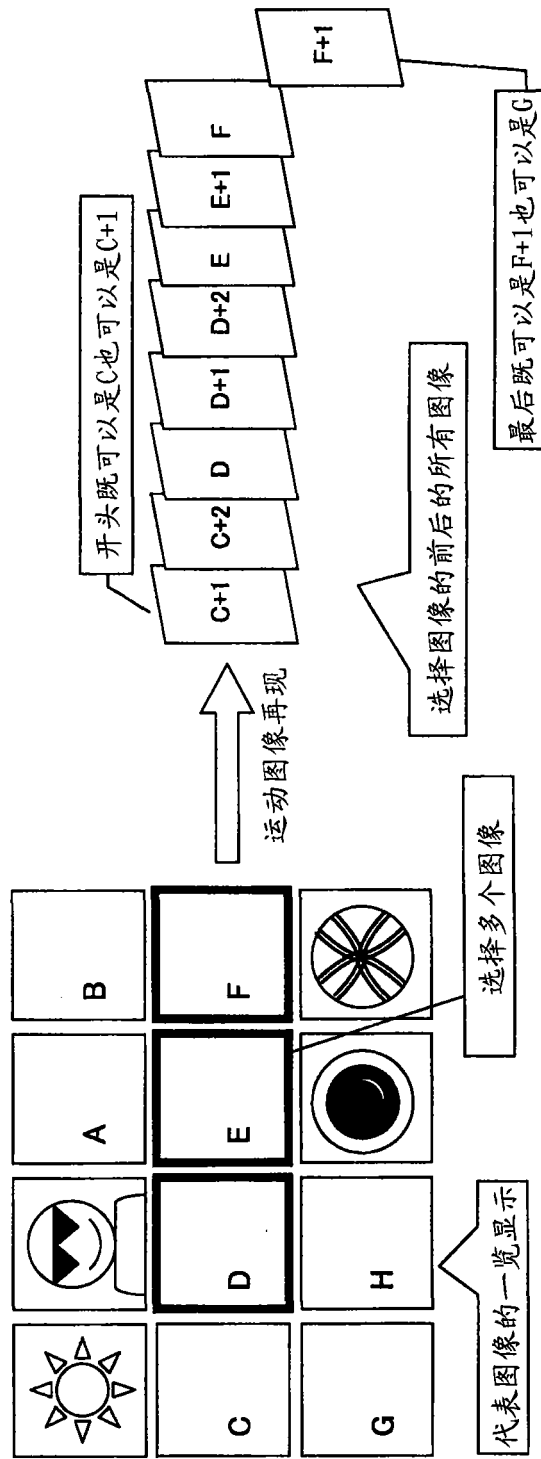 A
B
C
D
E
F
G
H
代表图像的一览显示
选择多个图像
运动图像再现
开头既可以是C也可以是C+1
C+1
C+2
D
D+1
D+2
E
E+1
F
F+1
选择图像的前后的所有图像
最后既可以是F+1也可以是G